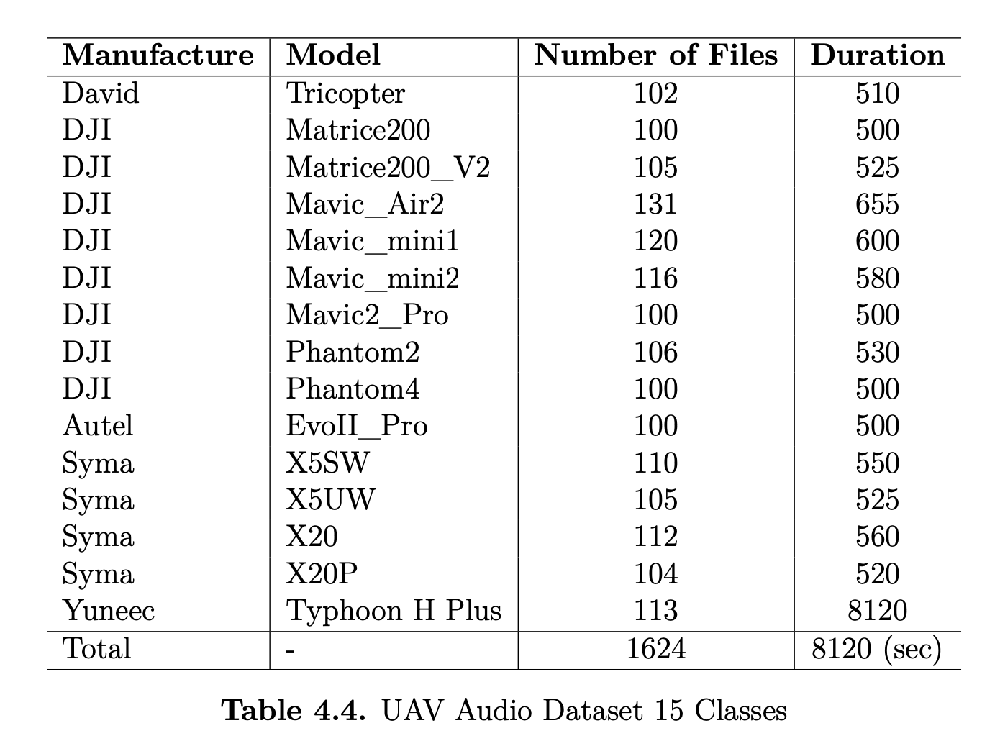 Manufacture Model Number of Files Duration
David Tricopter 102 510
DJI Matrice200 100 500
DJI Matrice200_V2 105 525
DJI Mavic_Air2 131 655
DJI Mavic_mini1 120 600
DJI Mavic_mini2 116 580
DJI Mavic2_Pro 100 500
DJI Phantom2 106 530
DJI Phantom4 100 500
Autel EvoII_Pro 100 500
Syma X5SW 110 550
Syma X5UW 105 525
Syma X20 112 560
Syma X20P 104 520
Yuneec Typhoon H Plus 113 8120
Total - 1624 8120 (sec)
Table 4.4. UAV Audio Dataset 15 Classes